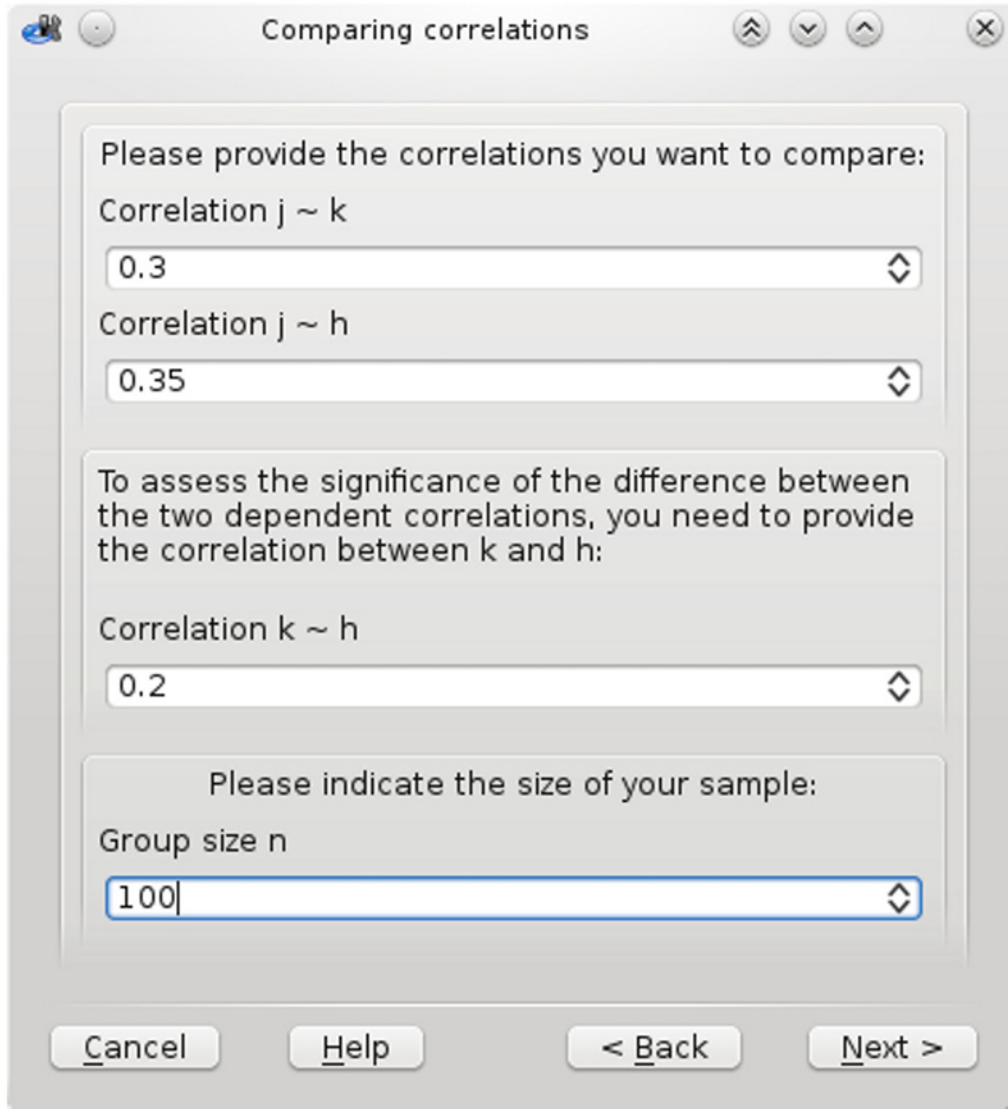 Comparing correlations
Please provide the correlations you want to compare:
Correlation j ~ k
0.3
Correlation j ~ h
0.35
To assess the significance of the difference between
the two dependent correlations, you need to provide
the correlation between k and h:
Correlation k ~ h
0.2
Please indicate the size of your sample:
Group size n
100
Cancel Help < Back Next >